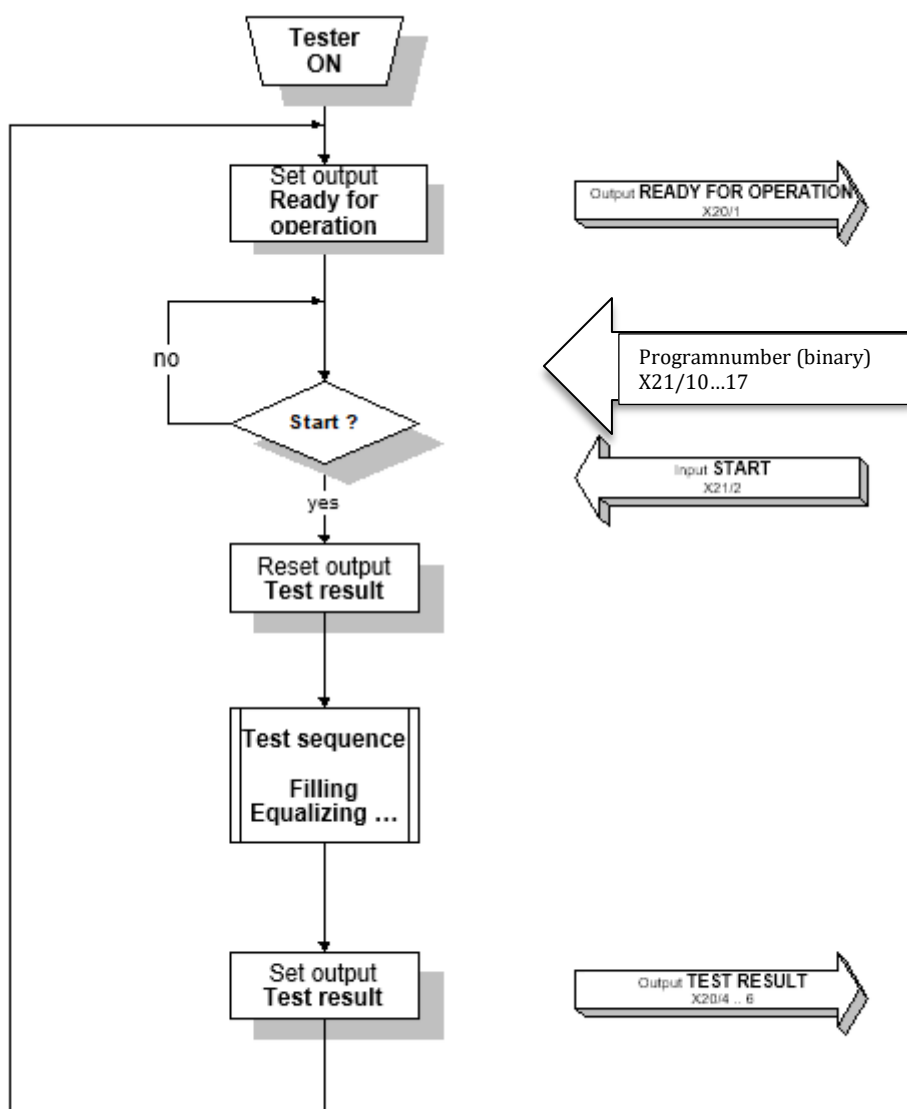 Tester
ON
Set output
Ready for
operation
Output READY FOR OPERATION
X20/1
no
Programnumber (binary)
X21/10...17
Start ?
Input START
X21/2
yes
Reset output
Test result
Test sequence
Filling
Equalizing ...
Set output
Test result
Output TEST RESULT
X20/4 .. 6